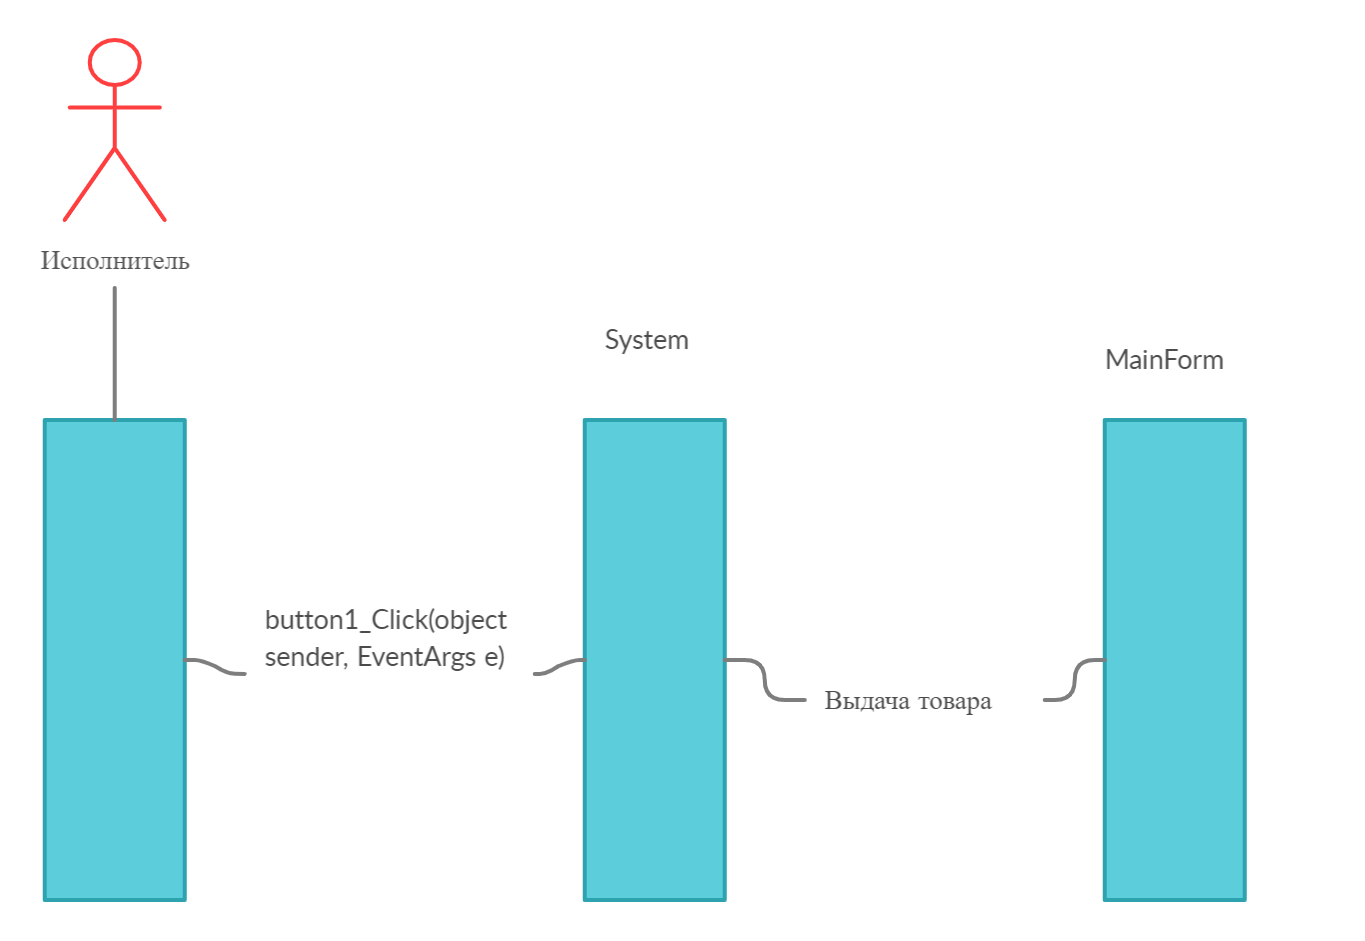 Исполнитель
System
MainForm
button1_Click(object
sender, EventArgs e)
Выдача товара